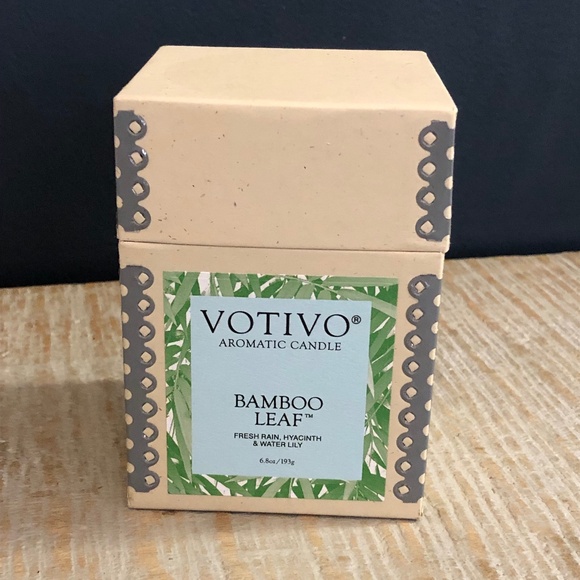 VOTIVO®
AROMATIC CANDLE
BAMBOO
LEAF™
FRESH RAIN, HYACINTH
& WATER LILY
6.8oz/193g